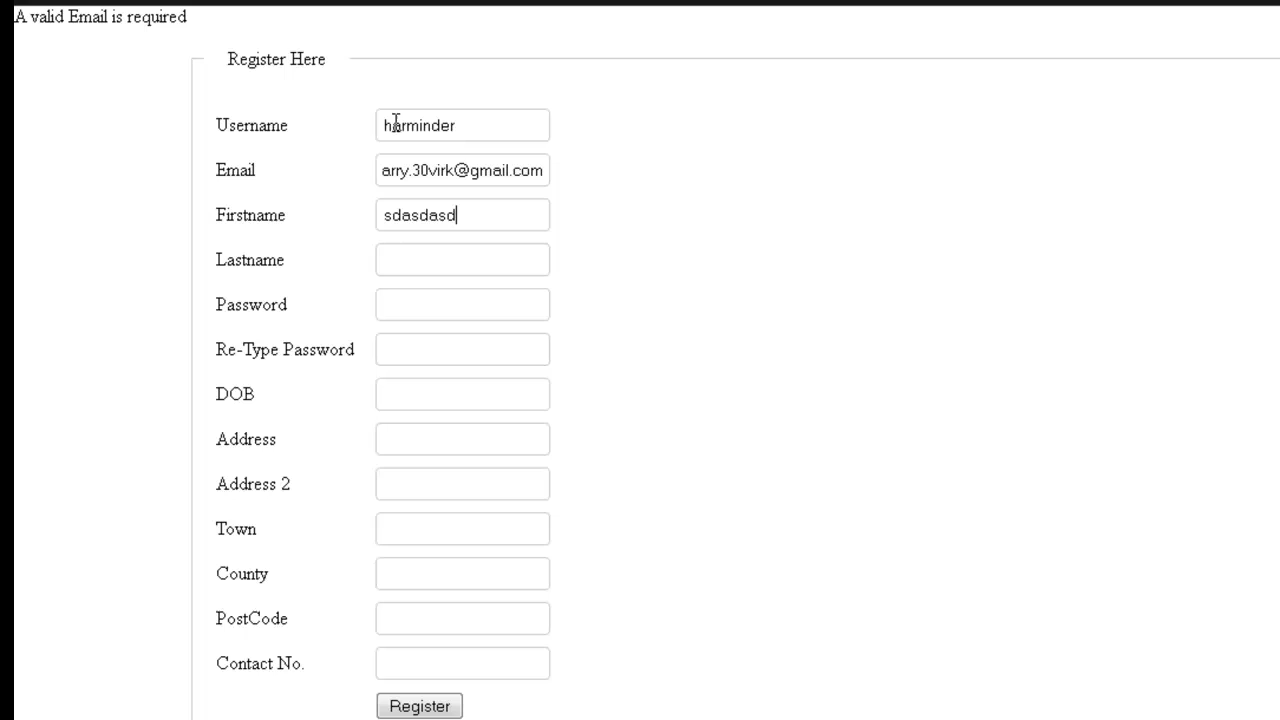 A valid Email is required
Register Here
Username harminder
Email arry.30virk@gmail.com
Firstname sdasdasd
Lastname
Password
Re-Type Password
DOB
Address
Address 2
Town
County
PostCode
Contact No.
Register